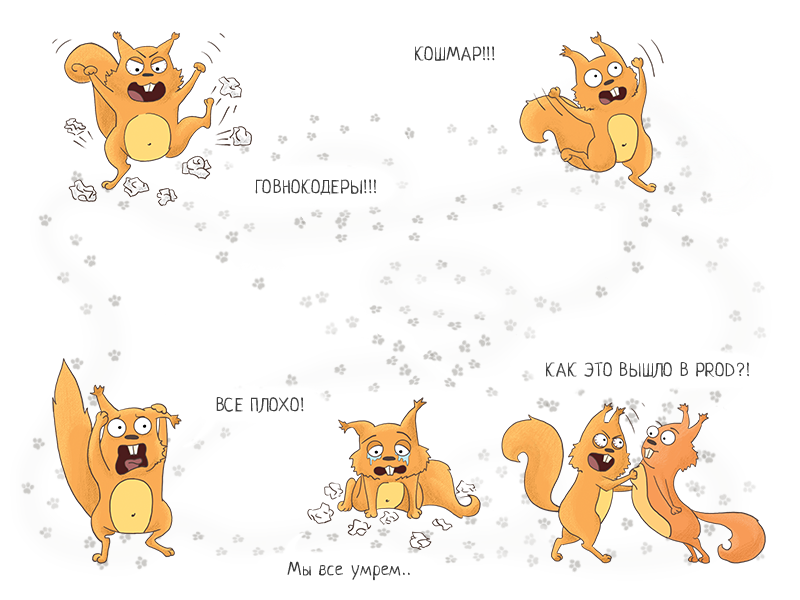 КОШМАР!!!
ГОВНОКОДЕРЫ!!!
КАК ЭТО ВЫШЛО В PROD?!
ВСЕ ПЛОХО!
Мы все умрем..